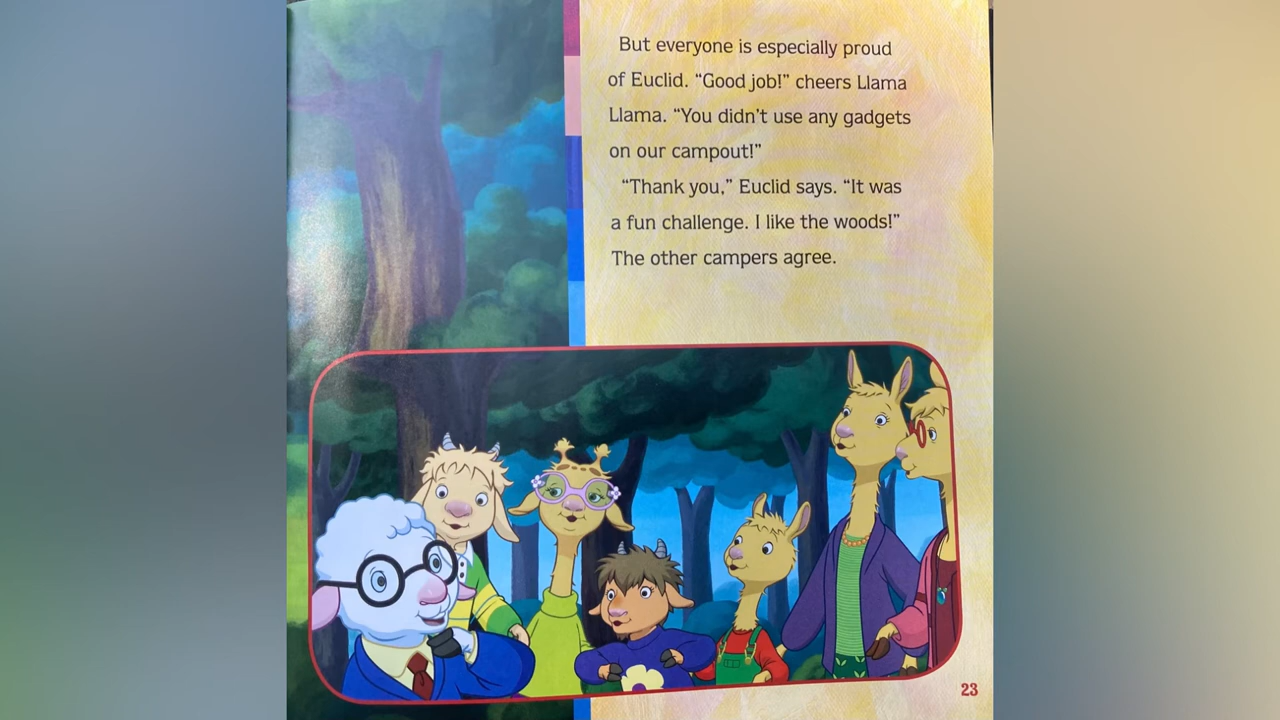 But everyone is especially proud
of Euclid. “Good job!” cheers Llama
Llama. “You didn’t use any gadgets
on our campout!”
“Thank you,” Euclid says. “It was
a fun challenge. I like the woods!”
The other campers agree.
23